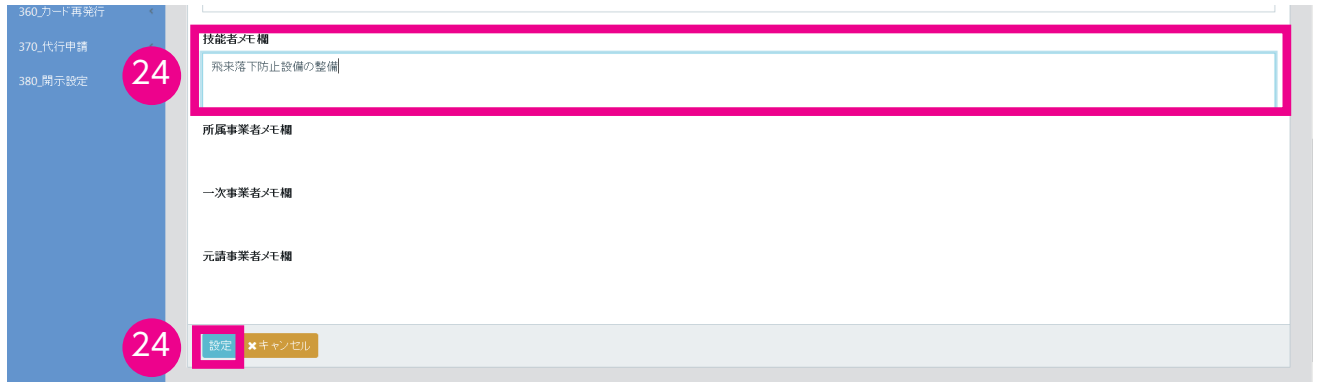 360_カード再発行
370_代行申請
380_開示設定
24
技能者メモ欄
飛来落下防止設備の整備
所属事業者メモ欄
一次事業者メモ欄
元請事業者メモ欄
24
設定
×キャンセル